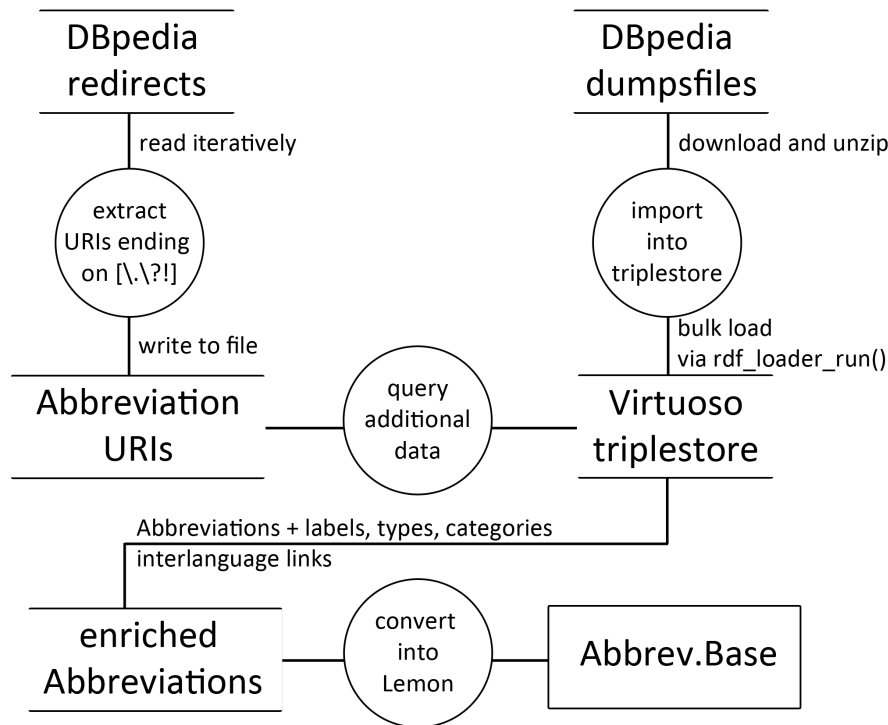 DBpedia
redirects
read iteratively
extract
URIs ending
on [\.\?!]
write to file
Abbreviation
URIs
DBpedia
dumpsfiles
download and unzip
import
into
triplestore
bulk load
via rdf_loader_run()
query
additional
data
Virtuoso
triplestore
Abbreviations + labels, types, categories
interlanguage links
enriched
Abbreviations
convert
into
Lemon
Abbrev.Base